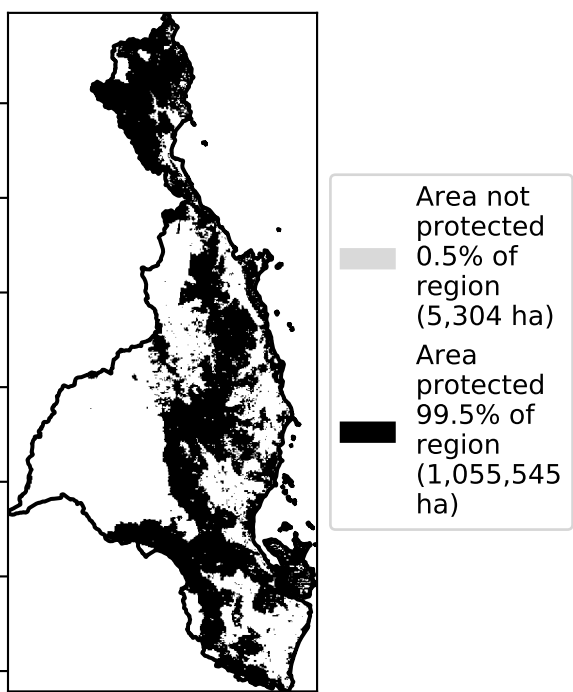 Area not
protected
0.5% of
region
(5,304 ha)
Area
protected
99.5% of
region
(1,055,545
ha)